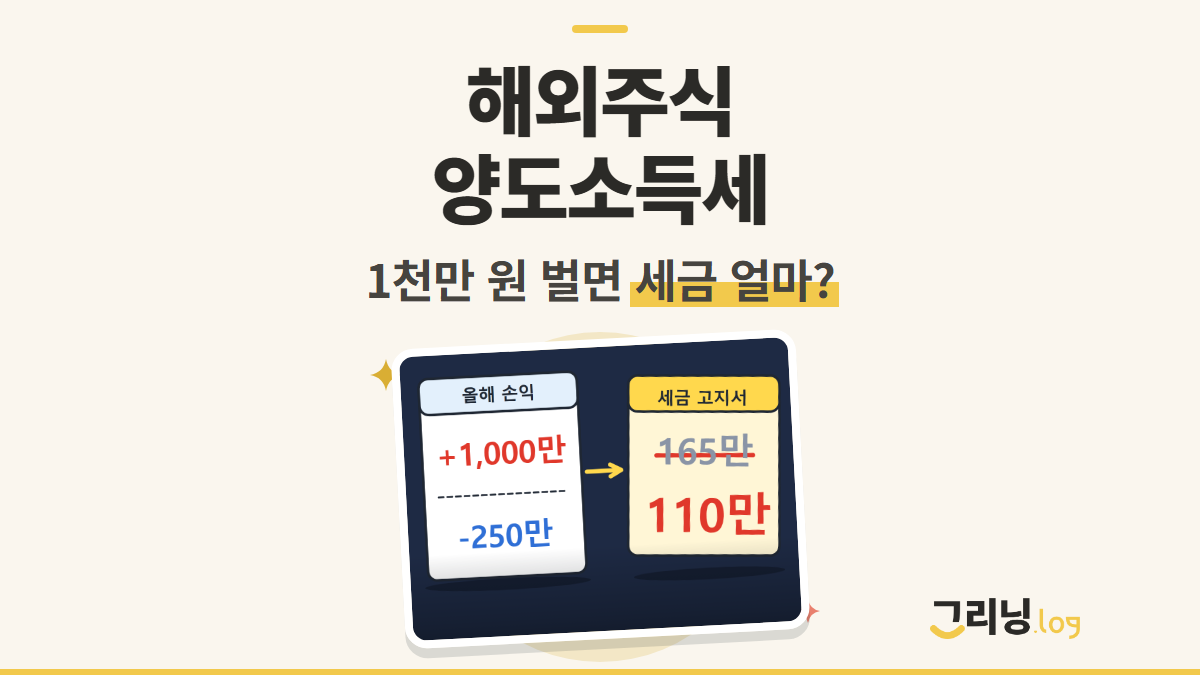 해외주식
양도소득세
1천만 원 벌면 세금 얼마?
올해 손익
+1,000만
-250만
세금 고지서
165만
110만
그리닝.log